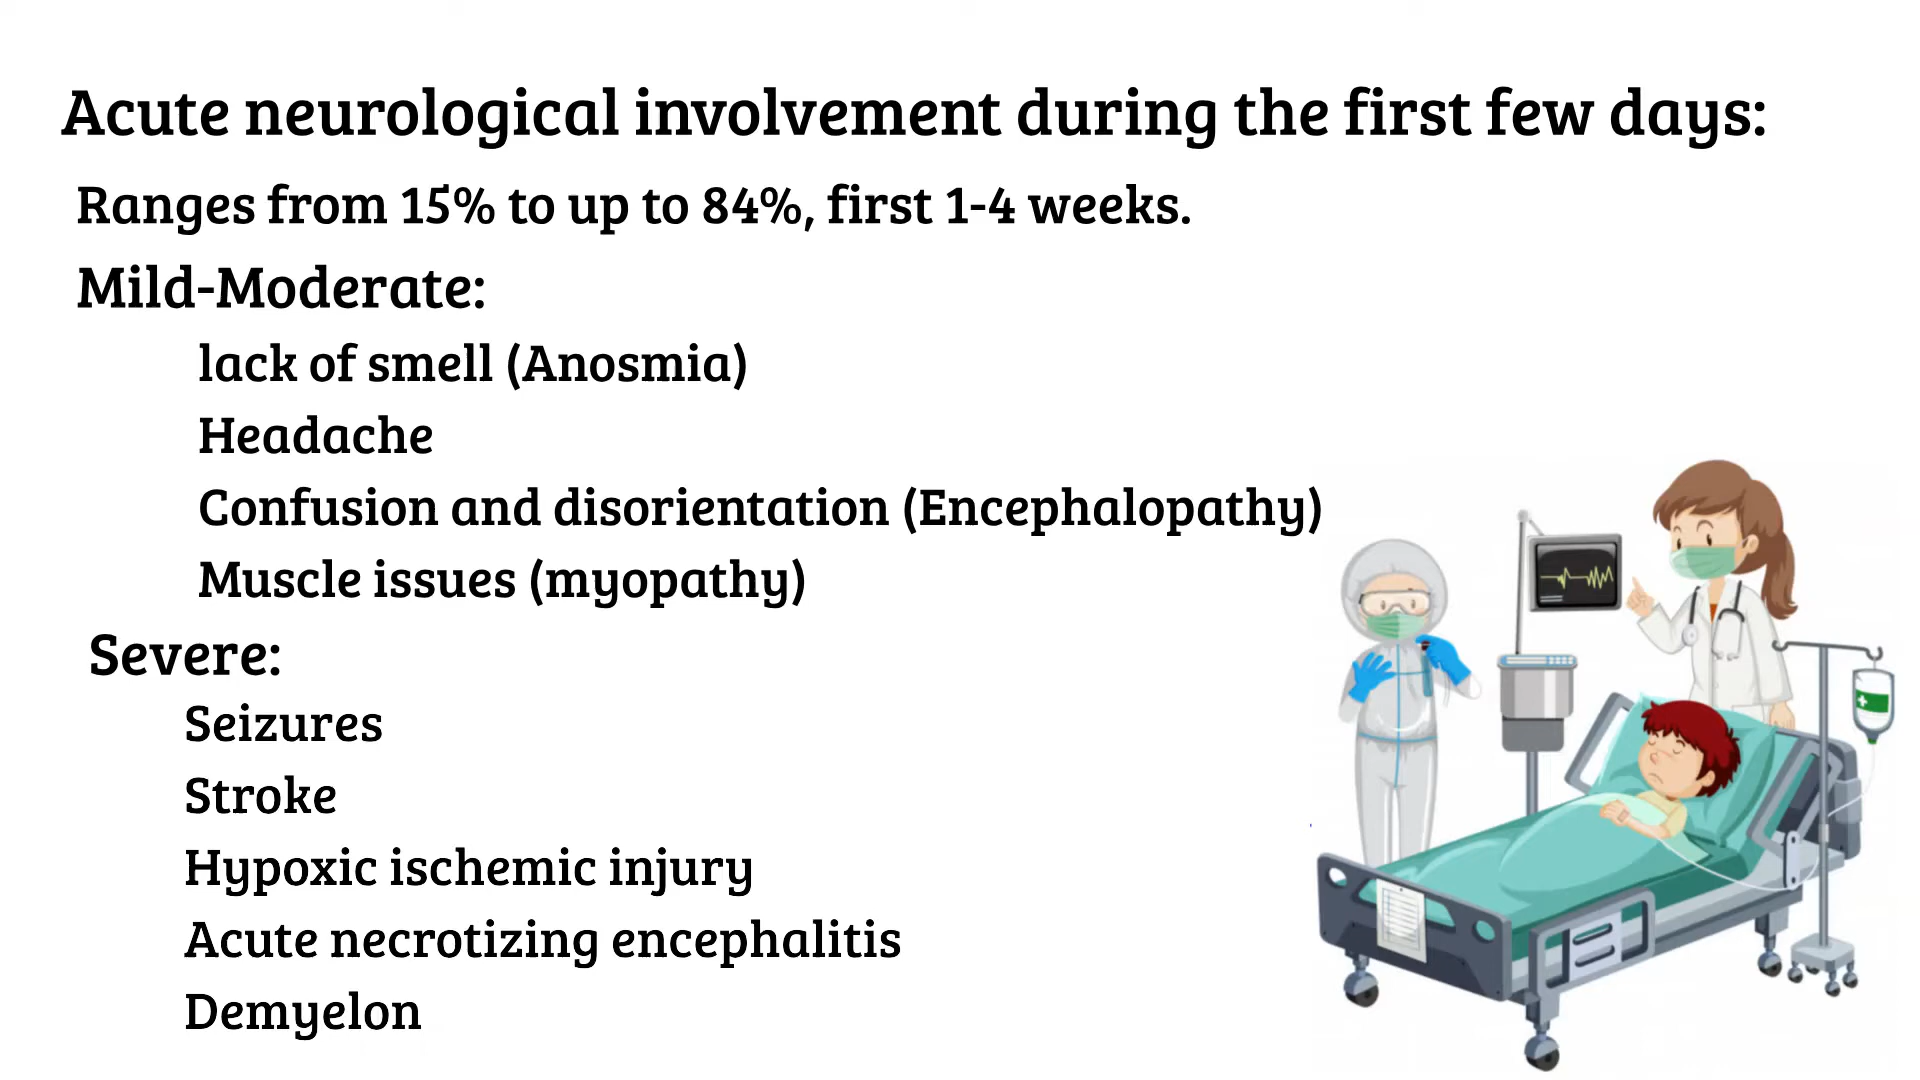 Acute neurological involvement during the first few days:
Ranges from 15% to up to 84%, first 1-4 weeks.
Mild-Moderate:
lack of smell (Anosmia)
Headache
Confusion and disorientation (Encephalopathy)
Muscle issues (myopathy)
Severe:
Seizures
Stroke
Hypoxic ischemic injury
Acute necrotizing encephalitis
Demyelon